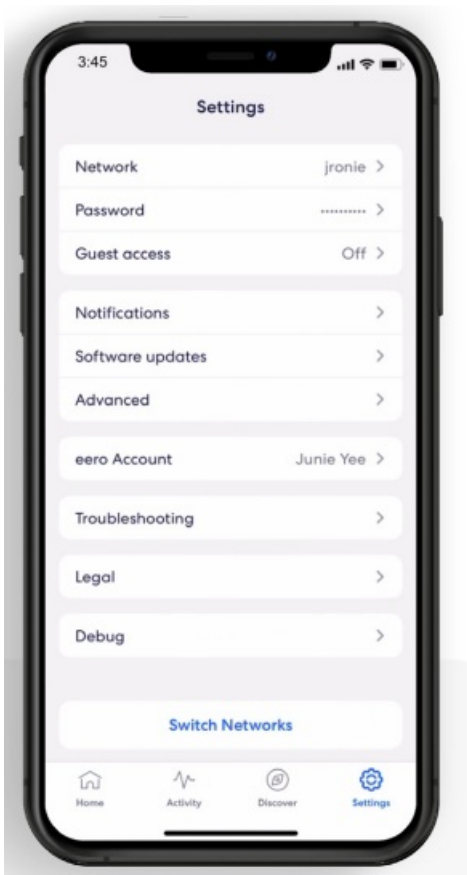 3:45
Settings
Network jronie
Password ··········
Guest access Off
Notifications
Software updates
Advanced
eero Account Junie Yee
Troubleshooting
Legal
Debug
Switch Networks
Home Activity Discover Settings